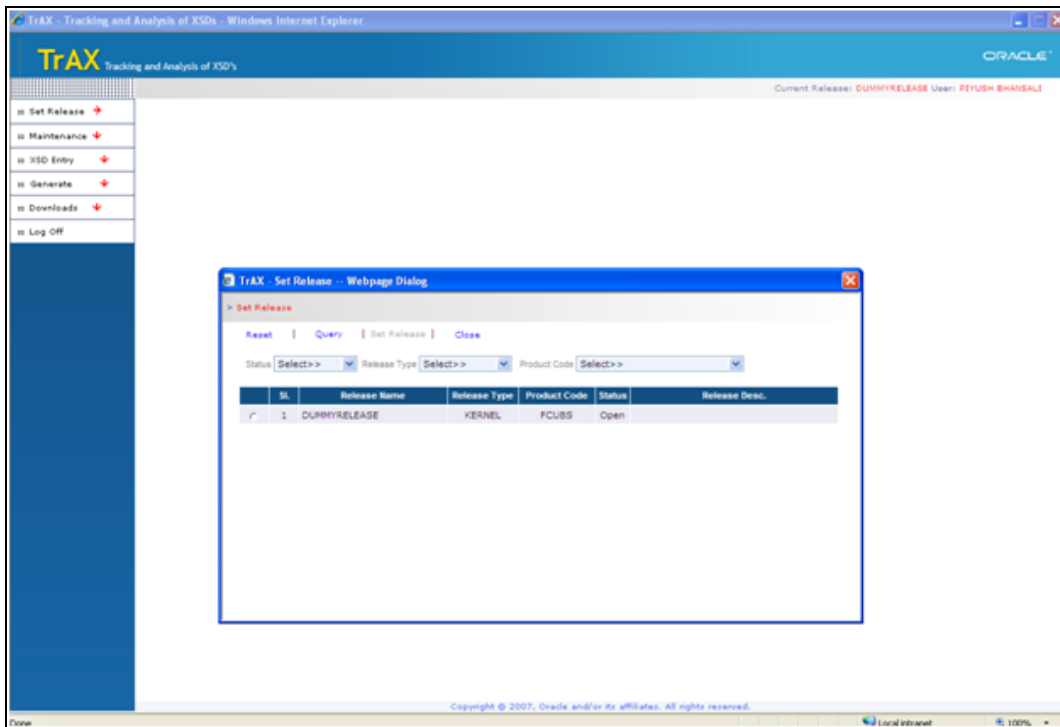 TrAX - Tracking and Analysis of XSDs - Windows Internet Explorer
TrAX Tracking and Analysis of XSD's
ORACLE
Current Release: DUMMYRELEASE User: PIYUSH BHANSALI
Set Release
Maintenance
XSD Entry
Generate
Downloads
Log Off
TrAX - Set Release -- Webpage Dialog
> Set Release
Reset | Query | Set Release | Close
Status Select>> Release Type Select>> Product Code Select>>
Sl. Release Name Release Type Product Code Status Release Desc.
1 DUMMYRELEASE KERNEL FCUBS Open
Copyright @ 2007, Oracle and/or its affiliates. All rights reserved.
Done Local intranet 100%